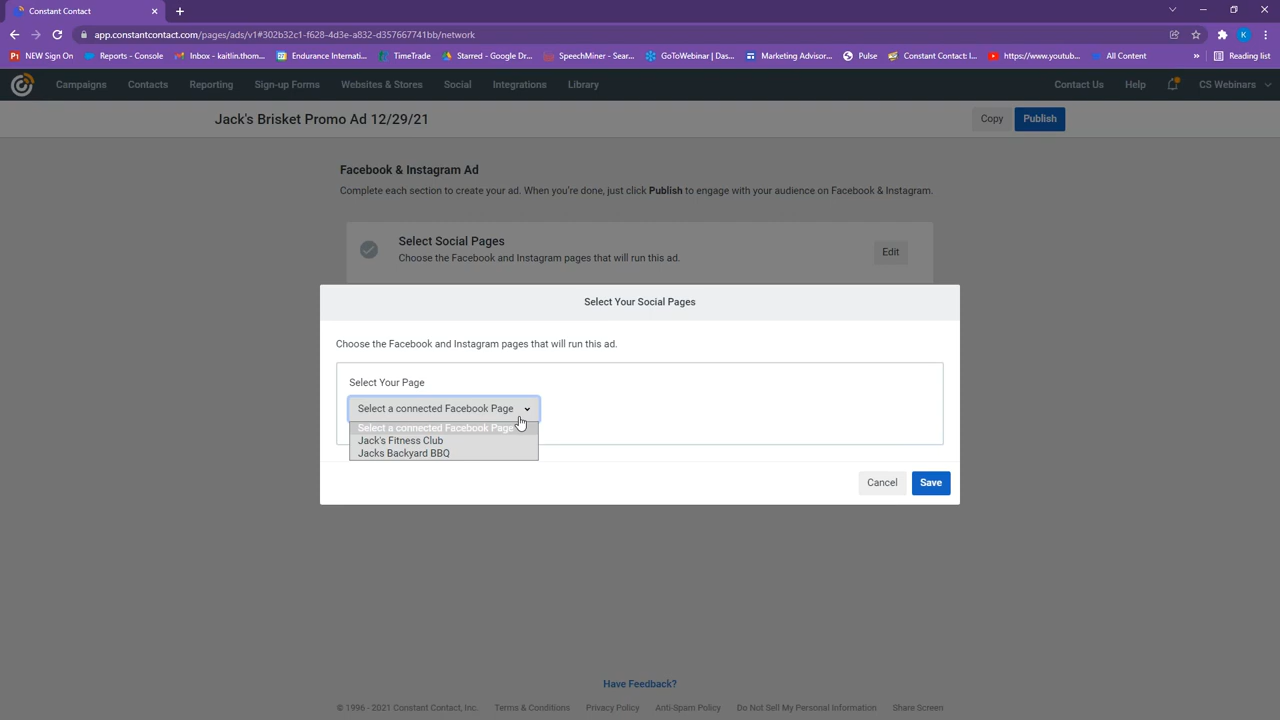 Constant Contact
app.constantcontact.com/pages/ads/v1#302b32c1-f628-4d3e-a832-d357667741bb/network
NEW Sign On
Reports - Console
Inbox - kaitlin.thom...
Endurance Internati...
TimeTrade
Starred - Google Dr...
SpeechMiner - Sear...
GoToWebinar | Das...
Marketing Advisor...
Pulse
Constant Contact: I...
https://www.youtub...
All Content
»
Reading list
Campaigns
Contacts
Reporting
Sign-up Forms
Websites & Stores
Social
Integrations
Library
Contact Us
Help
CS Webinars
Jack's Brisket Promo Ad 12/29/21
Copy
Publish
Facebook & Instagram Ad
Complete each section to create your ad. When you're done, just click Publish to engage with your audience on Facebook & Instagram.
Select Social Pages
Choose the Facebook and Instagram pages that will run this ad.
Edit
Select Your Social Pages
Choose the Facebook and Instagram pages that will run this ad.
Select Your Page
Select a connected Facebook Page
Select a connected Facebook Page
Jack's Fitness Club
Jacks Backyard BBQ
Cancel
Save
Have Feedback?
© 1996 - 2021 Constant Contact, Inc.
Terms & Conditions
Privacy Policy
Anti-Spam Policy
Do Not Sell My Personal Information
Share Screen